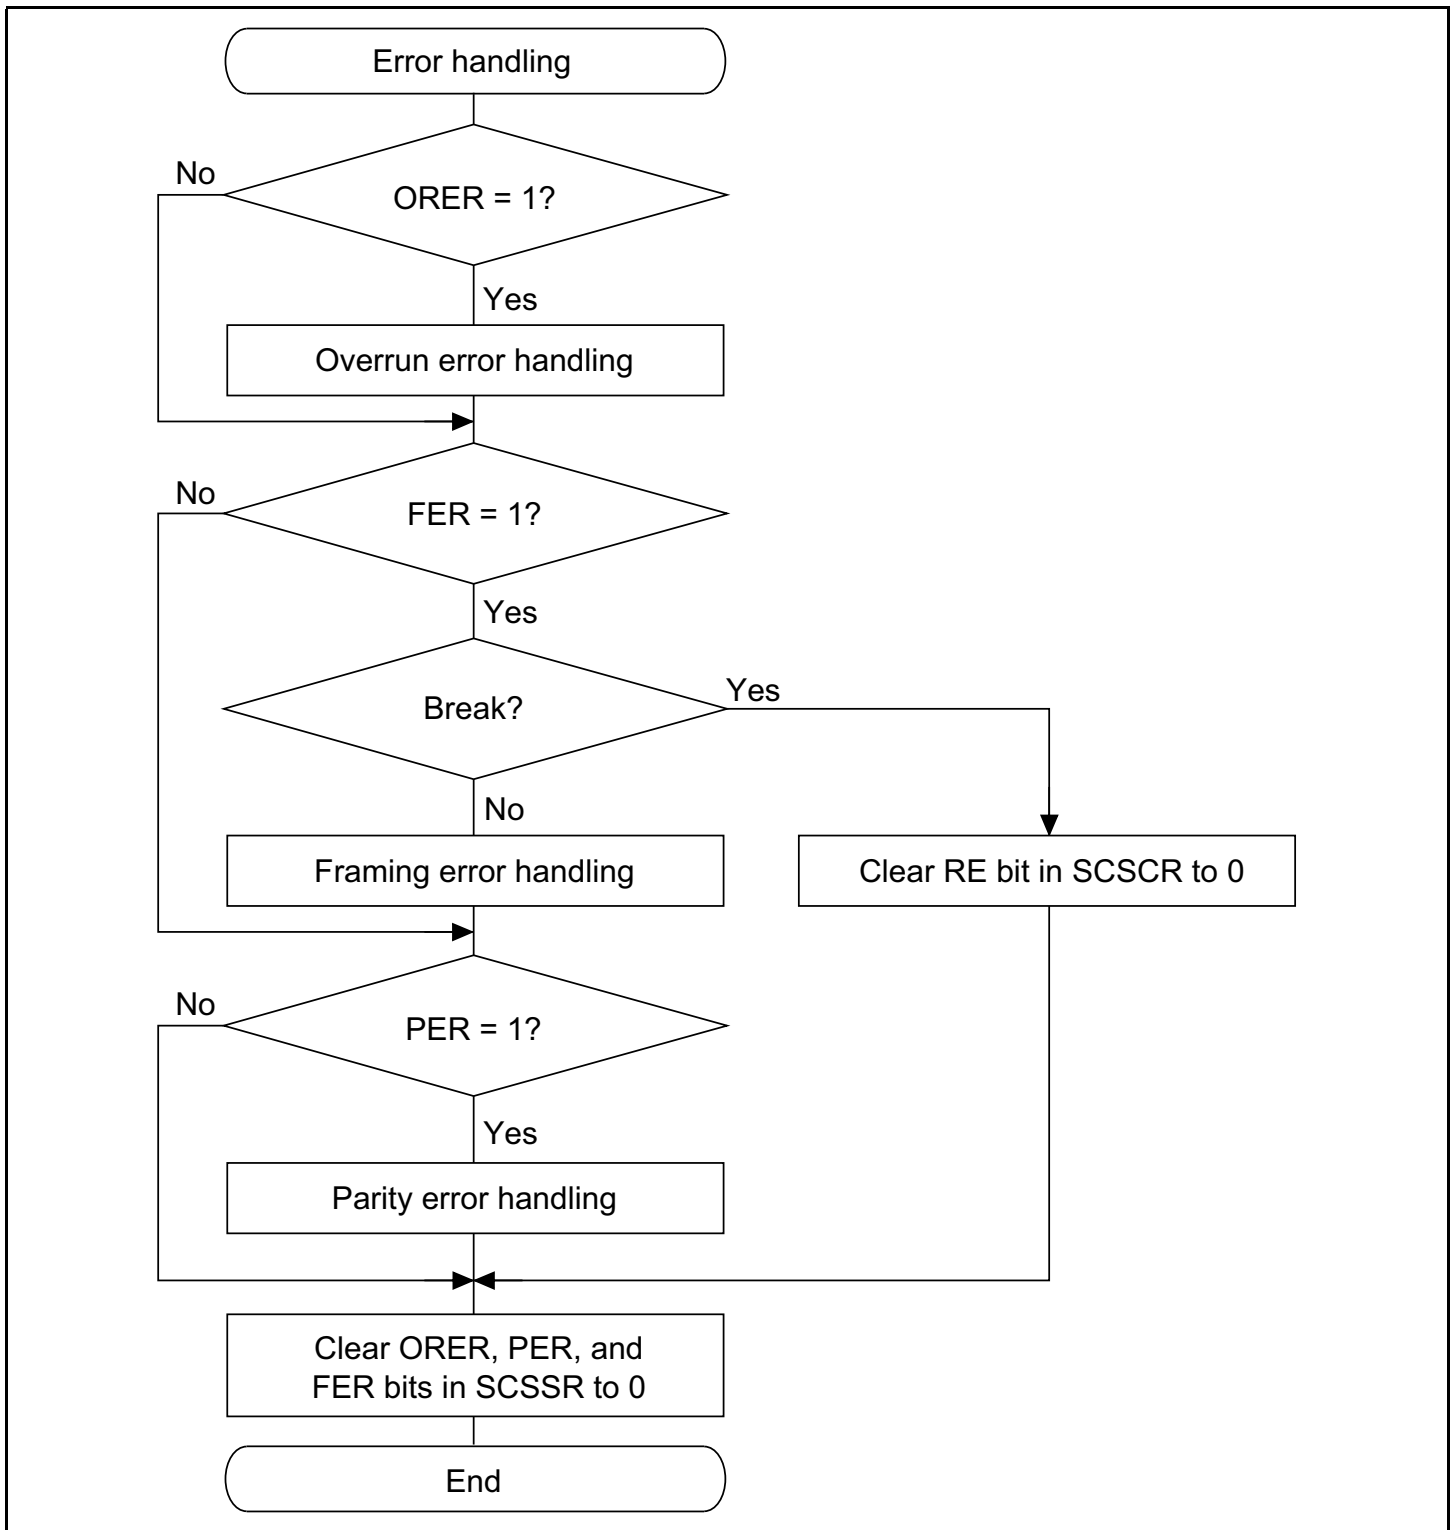 Error handling
No
ORER = 1?
Yes
Overrun error handling
No
FER = 1?
Yes
Break?
Yes
No
Framing error handling
Clear RE bit in SCSCR to 0
No
PER = 1?
Yes
Parity error handling
Clear ORER, PER, and
FER bits in SCSSR to 0
End